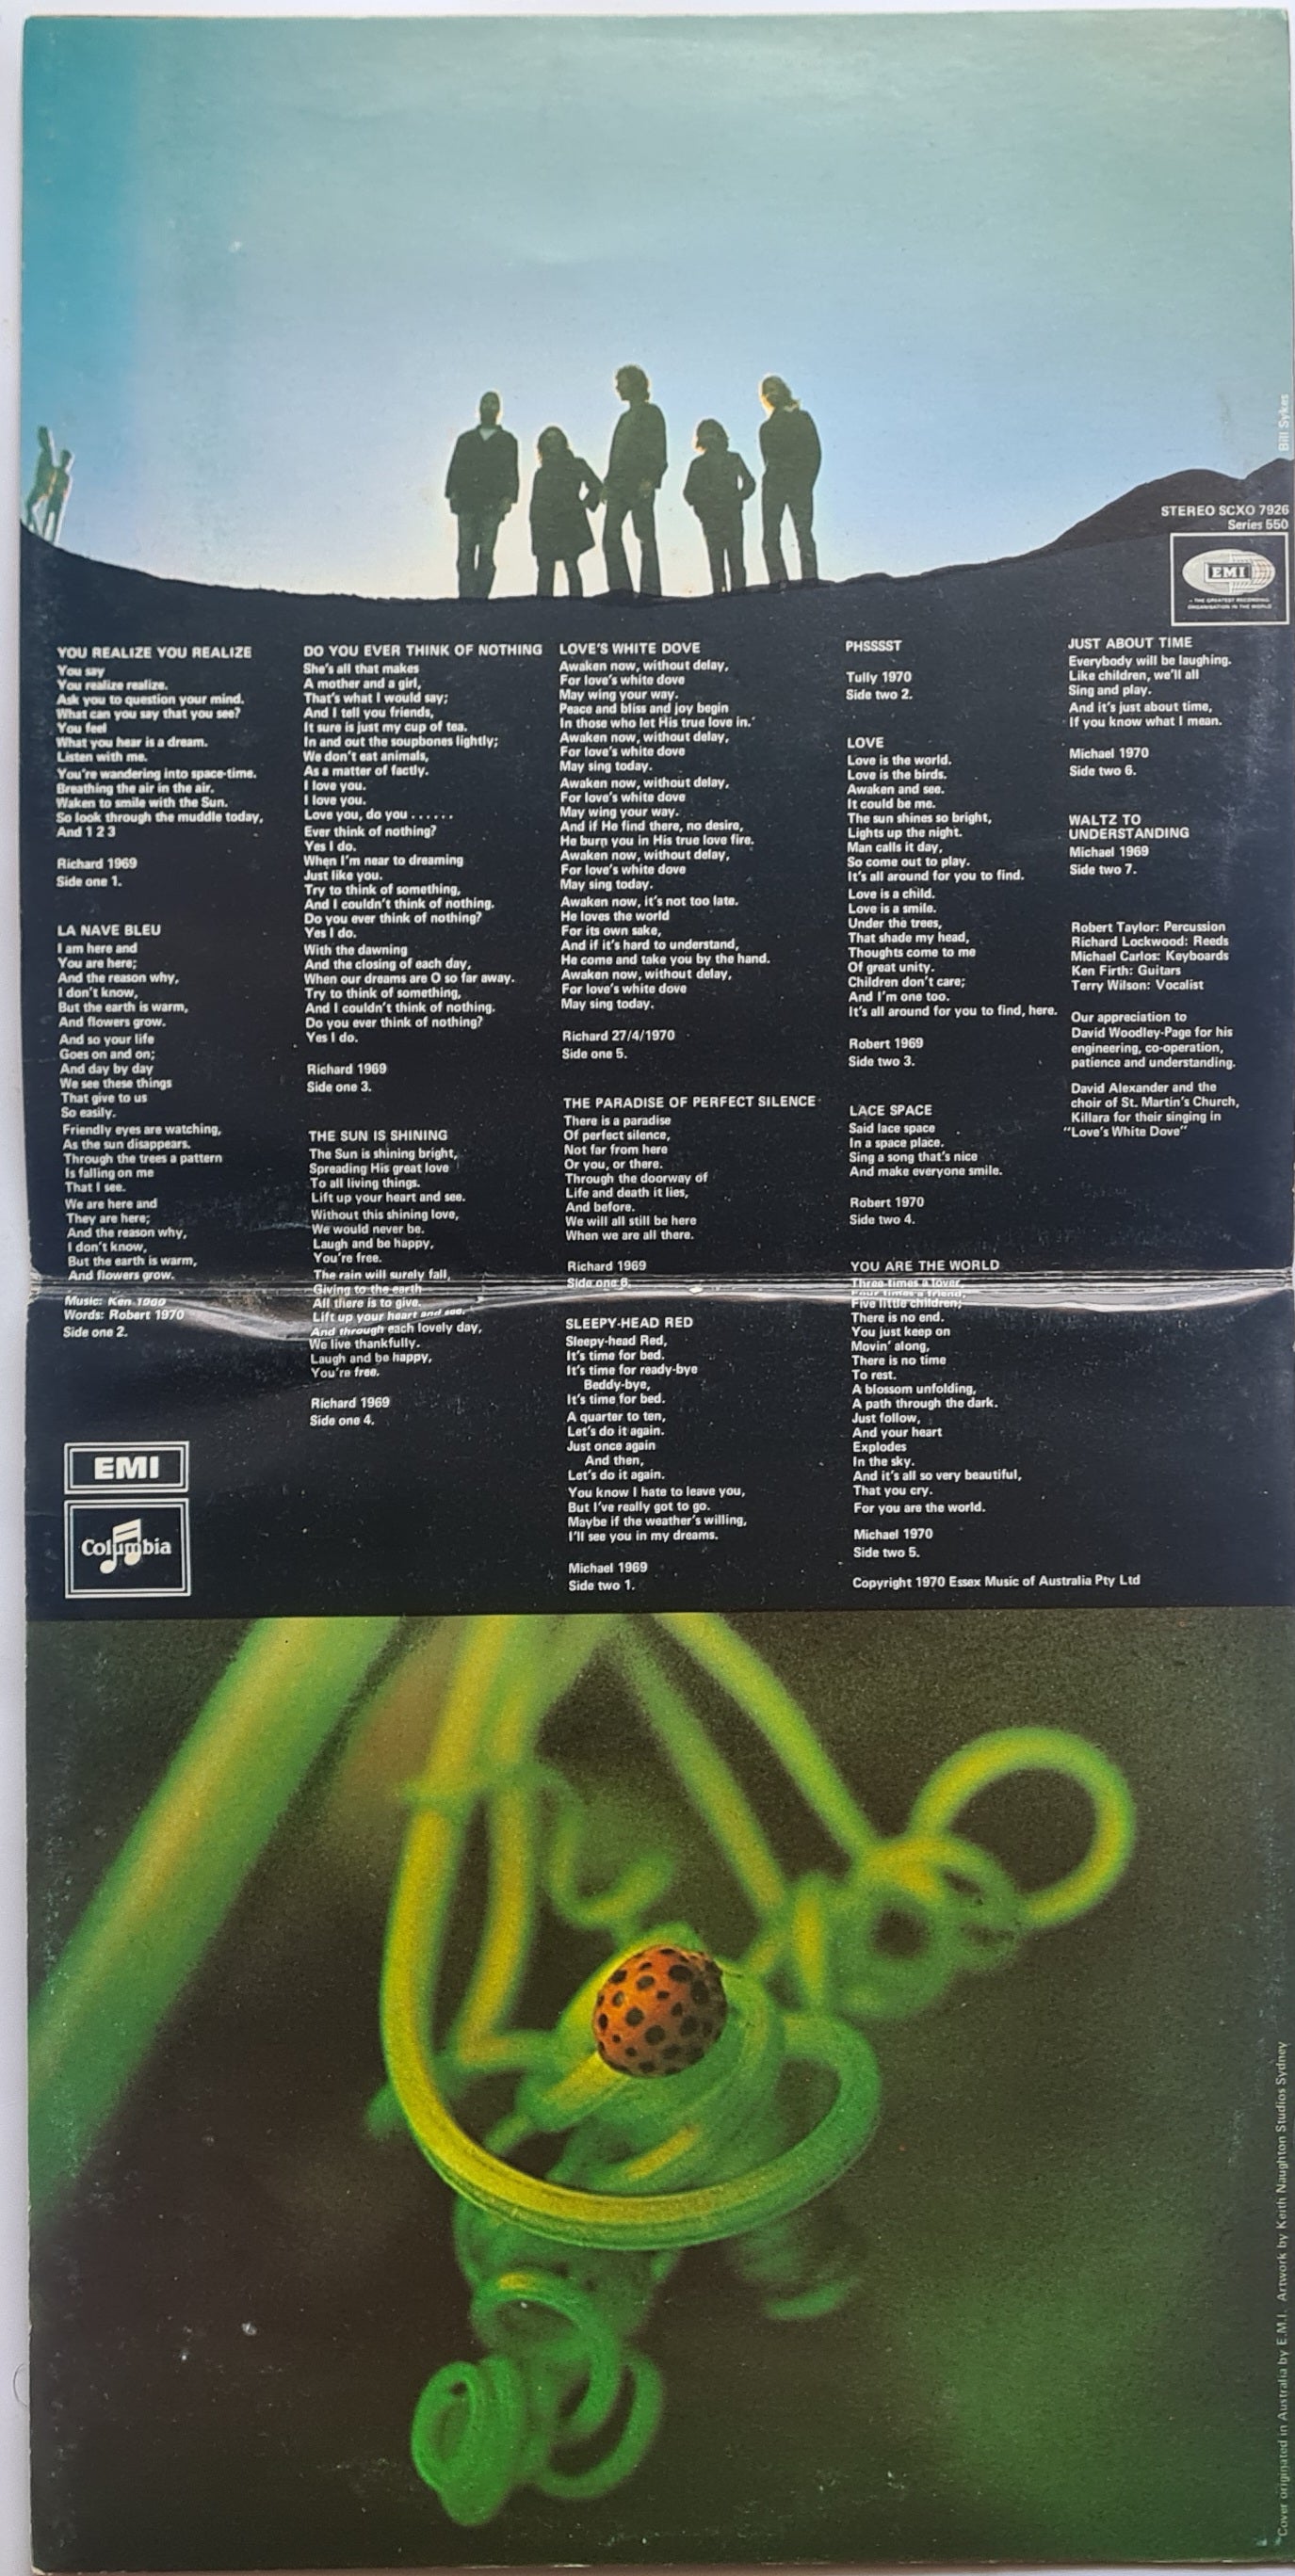 Bill Sykes
STEREO SCXO 7926
Series 550
EMI
THE GREATEST RECORDING
ORGANISATION IN THE WORLD
YOU REALIZE YOU REALIZE
You say
You realize realize.
Ask you to question your mind.
What can you say that you see?
You feel
What you hear is a dream.
Listen with me.
You're wandering into space-time.
Breathing the air in the air.
Waken to smile with the Sun.
So look through the muddle today,
And 1 2 3
Richard 1969
Side one 1.
LA NAVE BLEU
I am here and
You are here;
And the reason why,
I don't know,
But the earth is warm,
And flowers grow.
And so your life
Goes on and on;
And day by day
We see these things
That give to us
So easily.
Friendly eyes are watching,
As the sun disappears.
Through the trees a pattern
Is falling on me
That I see.
We are here and
They are here;
And the reason why,
I don't know,
But the earth is warm,
And flowers grow.
Music: Ken
Words: Robert 1970
Side one 2.
EMI
Columbia
DO YOU EVER THINK OF NOTHING
She's all that makes
A mother and a girl,
That's what I would say;
And I tell you friends,
It sure is just my cup of tea.
In and out the soupbones lightly;
We don't eat animals,
As a matter of factly.
I love you.
I love you.
Love you, do you ......
Ever think of nothing?
Yes I do.
When I'm near to dreaming
Just like you.
Try to think of something,
And I couldn't think of nothing.
Do you ever think of nothing?
Yes I do.
With the dawning
And the closing of each day,
When our dreams are O so far away.
Try to think of something,
And I couldn't think of nothing.
Do you ever think of nothing?
Yes I do.
Richard 1969
Side one 3.
THE SUN IS SHINING
The Sun is shining bright,
Spreading His great love
To all living things.
Lift up your heart and see.
Without this shining love,
We would never be.
Laugh and be happy,
You're free.
The rain will surely fall,
Giving to the earth
All there is to give.
Lift up your heart and see.
And through each lovely day,
We live thankfully.
Laugh and be happy,
You're free.
Richard 1969
Side one 4.
LOVE'S WHITE DOVE
Awaken now, without delay,
For love's white dove
May wing your way.
Peace and bliss and joy begin
In those who let His true love in.
Awaken now, without delay,
For love's white dove
May sing today.
Awaken now, without delay,
For love's white dove
May wing your way.
And if He find there, no desire,
He burn you in His true love fire.
Awaken now, without delay,
For love's white dove
May sing today.
Awaken now, it's not too late.
He loves the world
For its own sake,
And if it's hard to understand,
He come and take you by the hand.
Awaken now, without delay,
For love's white dove
May sing today.
Richard 27/4/1970
Side one 5.
THE PARADISE OF PERFECT SILENCE
There is a paradise
Of perfect silence,
Not far from here
Or you, or there.
Through the doorway of
Life and death it lies,
And before.
We will all still be here
When we are all there.
Richard 1969
Side one 6.
SLEEPY-HEAD RED
Sleepy-head Red,
It's time for bed.
It's time for ready-bye
Beddy-bye,
It's time for bed.
A quarter to ten,
Let's do it again.
Just once again
And then,
Let's do it again.
You know I hate to leave you,
But I've really got to go.
Maybe if the weather's willing,
I'll see you in my dreams.
Michael 1969
Side two 1.
PHSSSST
Tully 1970
Side two 2.
LOVE
Love is the world.
Love is the birds.
Awaken and see.
It could be me.
The sun shines so bright,
Lights up the night.
Man calls it day,
So come out to play.
It's all around for you to find.
Love is a child.
Love is a smile.
Under the trees,
That shade my head,
Thoughts come to me
Of great unity.
Children don't care;
And I'm one too.
It's all around for you to find, here.
Robert 1969
Side two 3.
LACE SPACE
Said lace space
In a space place.
Sing a song that's nice
And make everyone smile.
Robert 1970
Side two 4.
YOU ARE THE WORLD
Three times a lover,
Four times a friend;
Five little children;
There is no end.
You just keep on
Movin' along,
There is no time
To rest.
A blossom unfolding,
A path through the dark.
Just follow,
And your heart
Explodes
In the sky.
And it's all so very beautiful,
That you cry.
For you are the world.
Michael 1970
Side two 5.
Copyright 1970 Essex Music of Australia Pty Ltd
JUST ABOUT TIME
Everybody will be laughing.
Like children, we'll all
Sing and play.
And it's just about time,
If you know what I mean.
Michael 1970
Side two 6.
WALTZ TO
UNDERSTANDING
Michael 1969
Side two 7.
Robert Taylor: Percussion
Richard Lockwood: Reeds
Michael Carlos: Keyboards
Ken Firth: Guitars
Terry Wilson: Vocalist
Our appreciation to
David Woodley-Page for his
engineering, co-operation,
patience and understanding.
David Alexander and the
choir of St. Martin's Church,
Killara for their singing in
"Love's White Dove"
Cover originated in Australia by E.M.I. Artwork by Keith Naughton Studios Sydney